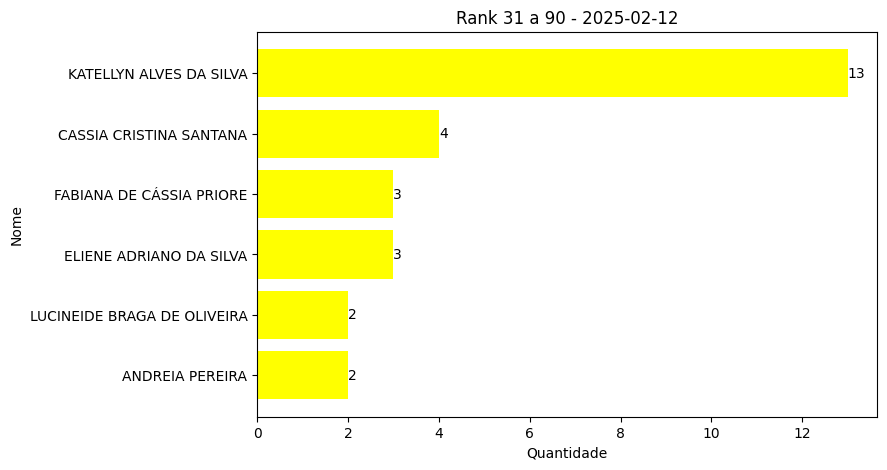 Rank 31 a 90 - 2025-02-12
KATELLYN ALVES DA SILVA 13
CASSIA CRISTINA SANTANA 4
FABIANA DE CÁSSIA PRIORE 3
ELIENE ADRIANO DA SILVA 3
LUCINEIDE BRAGA DE OLIVEIRA 2
ANDREIA PEREIRA 2
Nome
0 2 4 6 8 10 12
Quantidade